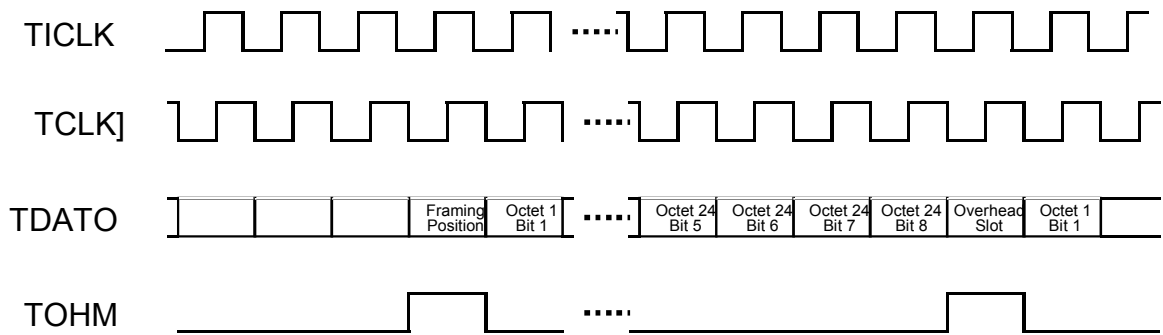 TICLK
TCLK]
TDATO
Framing
Position
Octet 1
Bit 1
Octet 24
Bit 5
Octet 24
Bit 6
Octet 24
Bit 7
Octet 24
Bit 8
Overhead
Slot
Octet 1
Bit 1
TOHM